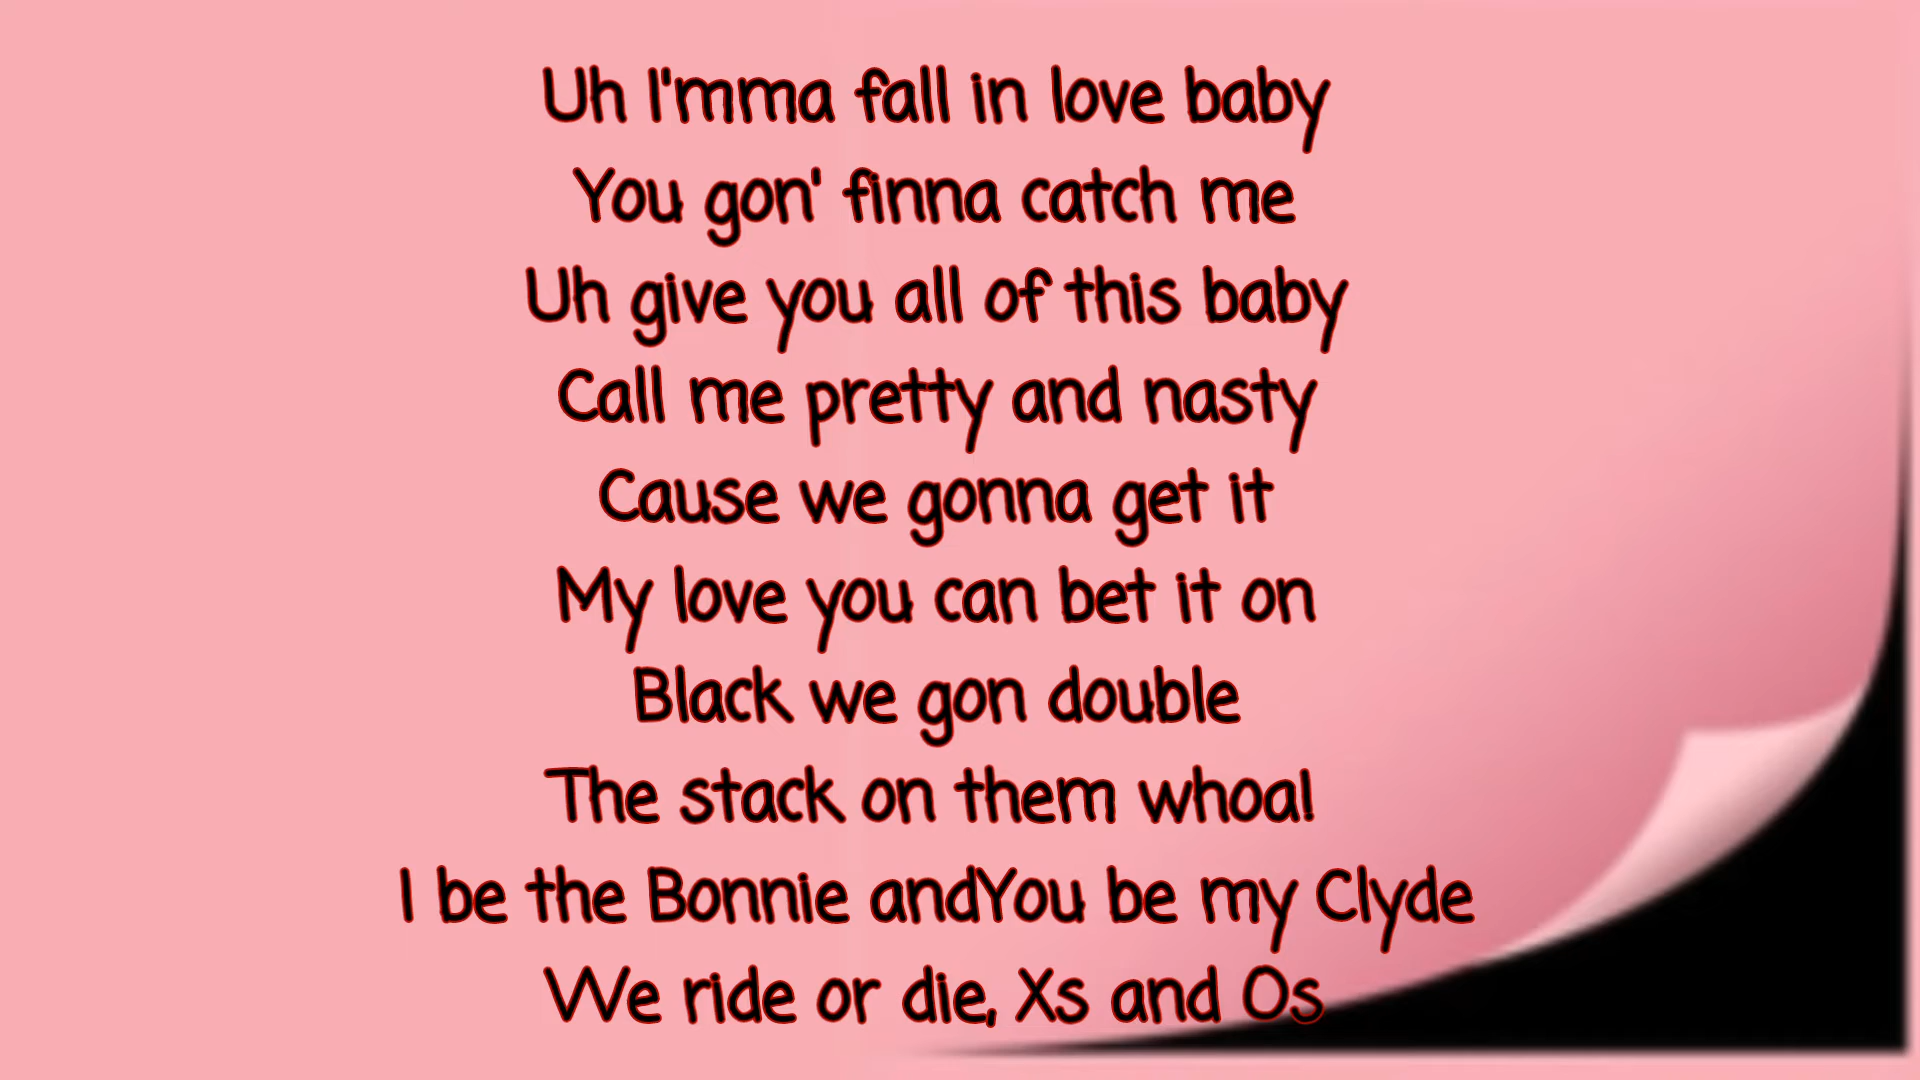 Uh I'mma fall in love baby
You gon' finna catch me
Uh give you all of this baby
Call me pretty and nasty
Cause we gonna get it
My love you can bet it on
Black we gon double
The stack on them whoa!
I be the Bonnie andYou be my Clyde
We ride or die, Xs and Os